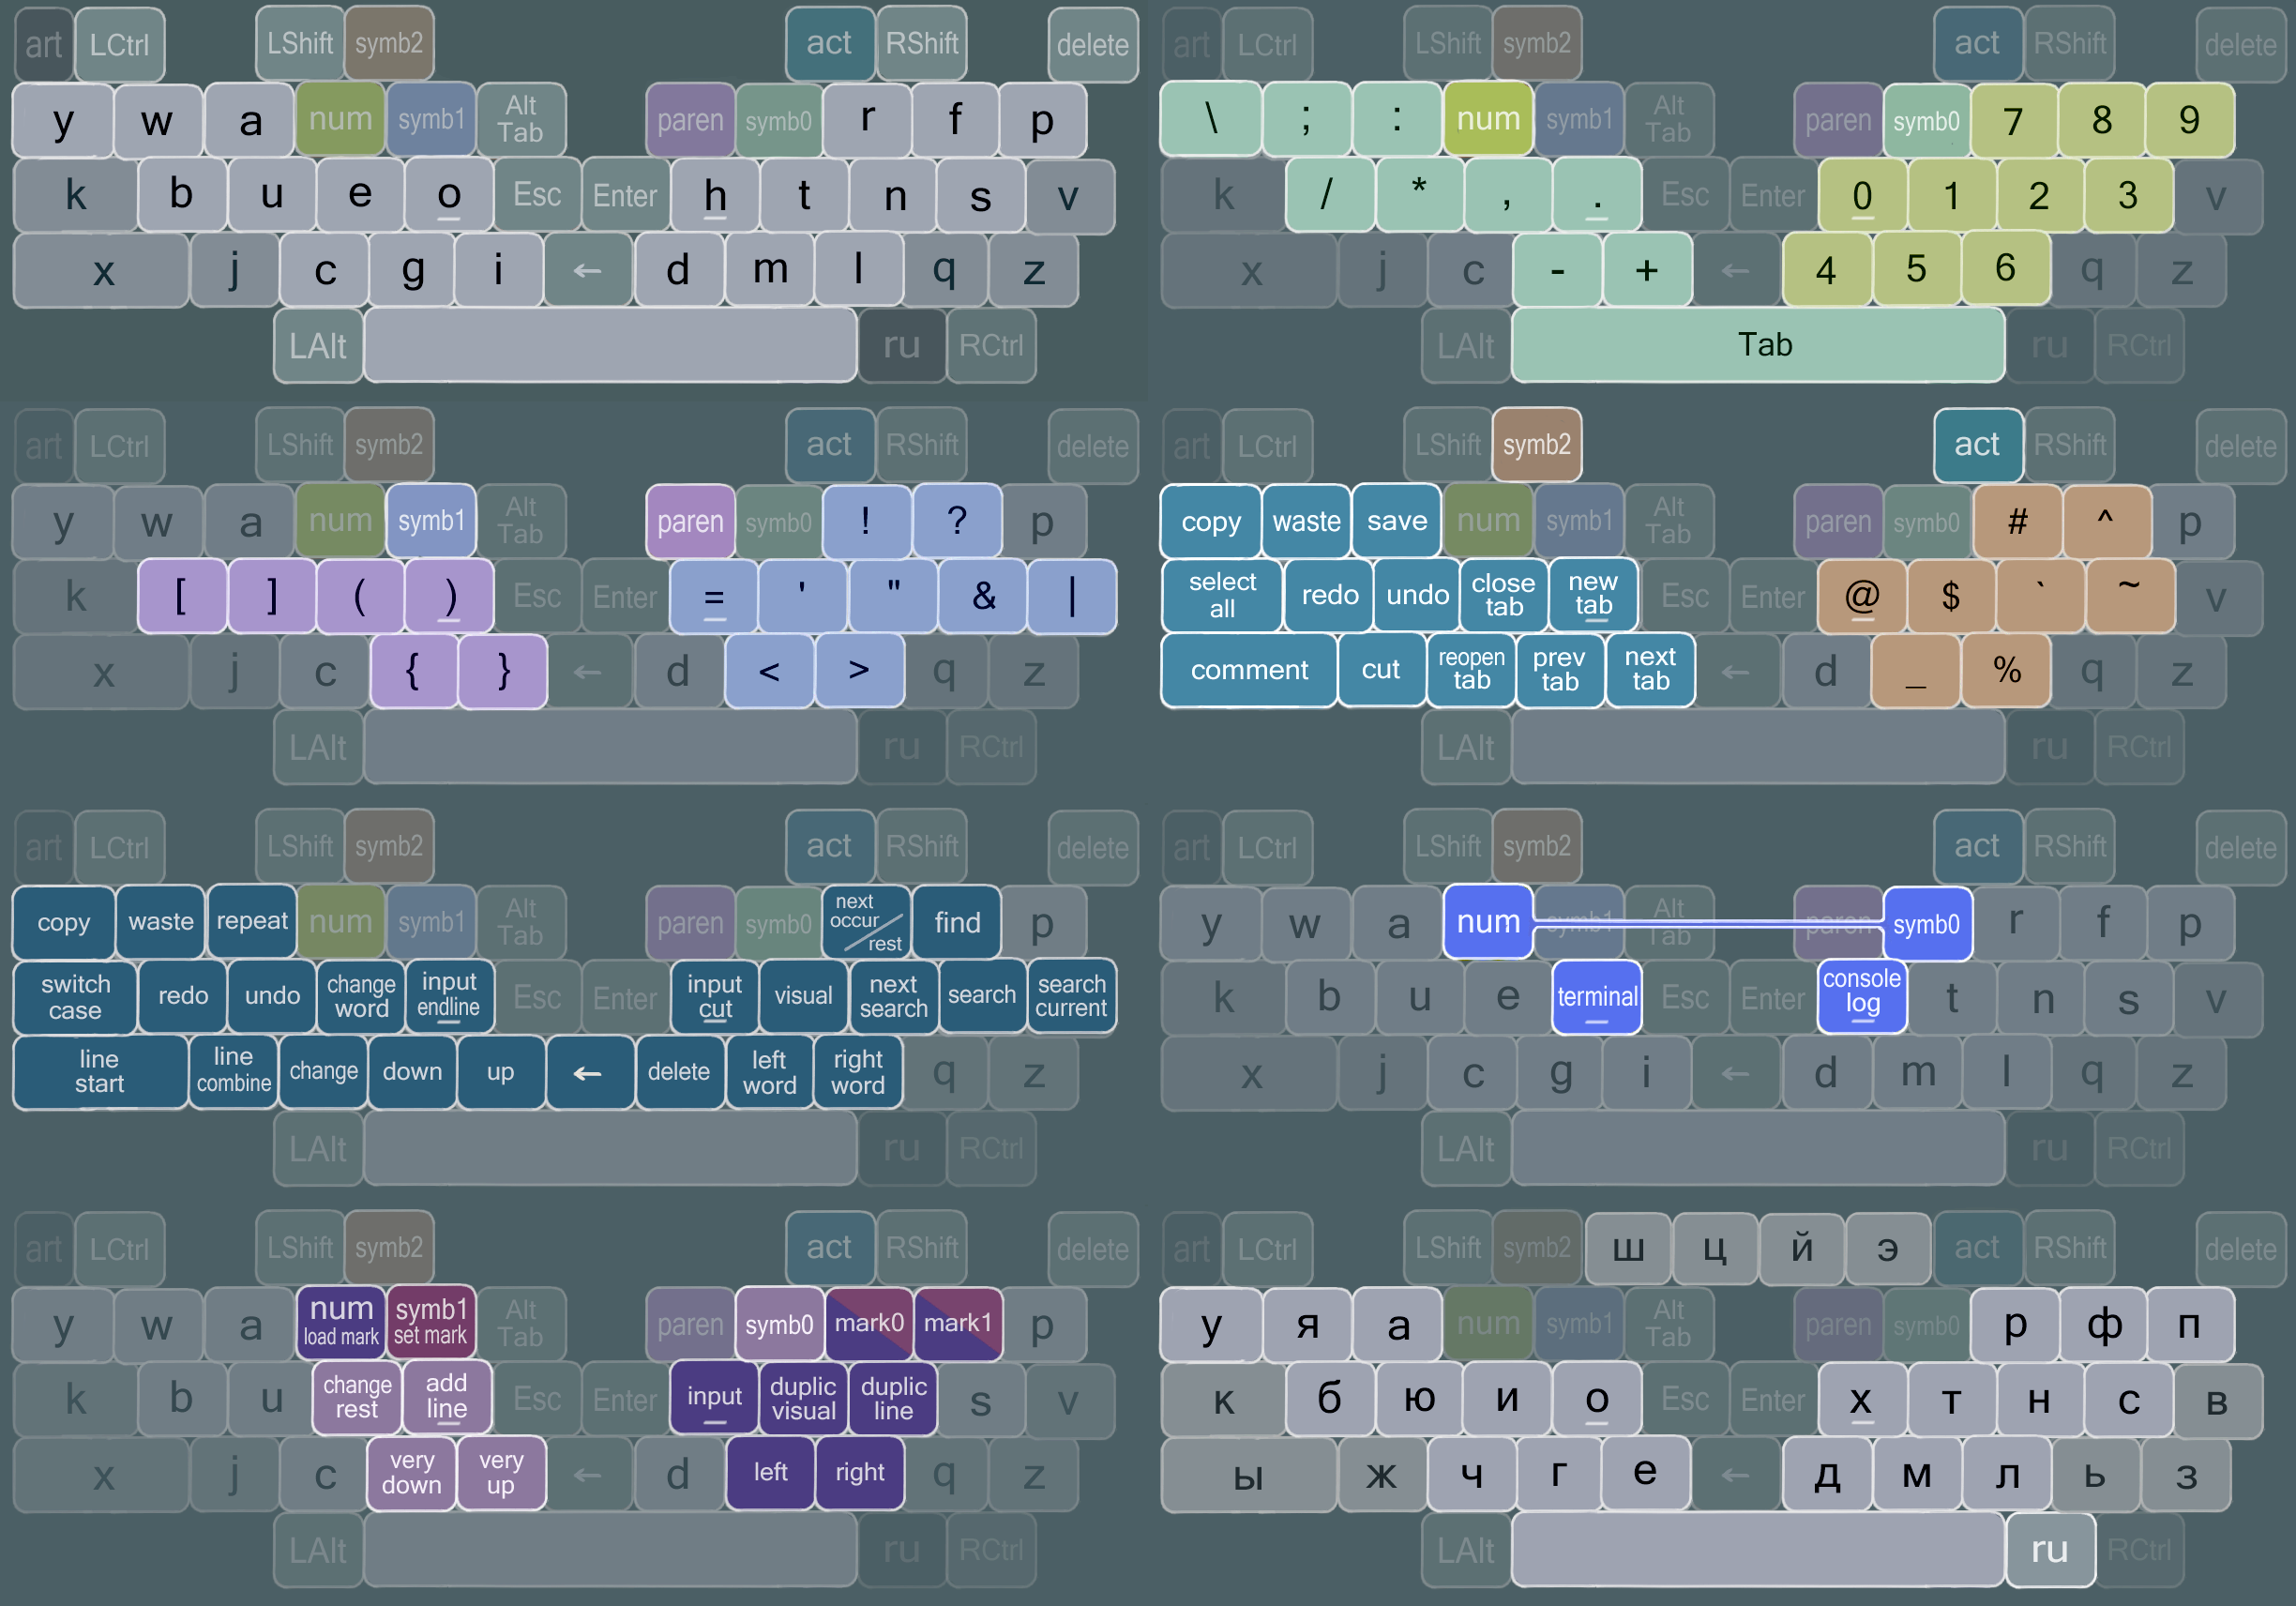 art LCtrl LShift symb2 act RShift delete
y w a num symb1 Alt Tab paren symb0 r f p
k b u e o Esc Enter h t n s v
x j c g i ← d m l q z
LAlt ru RCtrl
art LCtrl LShift symb2 act RShift delete
\ ; : num symb1 Alt Tab paren symb0 7 8 9
k / * , . Esc Enter 0 1 2 3 v
x j c - + ← 4 5 6 q z
LAlt Tab ru RCtrl
art LCtrl LShift symb2 act RShift delete
y w a num symb1 Alt Tab paren symb0 ! ? p
k [ ] ( ) Esc Enter = ' " & | 
x j c { } ← d < > q z
LAlt ru RCtrl
art LCtrl LShift symb2 act RShift delete
copy waste save num symb1 Alt Tab paren symb0 # ^ p
select all redo undo close tab new tab Esc Enter @ $ ` ~ v
comment cut reopen tab prev tab next tab ← d _ % q z
LAlt ru RCtrl
art LCtrl LShift symb2 act RShift delete
copy waste repeat num symb1 Alt Tab paren symb0 next occur / rest find p
switch case redo undo change word input endline Esc Enter input cut visual next search search search current
line start line combine change down up ← delete left word right word q z
LAlt ru RCtrl
art LCtrl LShift symb2 act RShift delete
y w a num symb1 Alt Tab paren symb0 r f p
k b u e terminal Esc Enter console log t n s v
x j c g i ← d m l q z
LAlt ru RCtrl
art LCtrl LShift symb2 act RShift delete
y w a num load mark symb1 set mark Alt Tab paren symb0 mark0 mark1 p
k b u change rest add line Esc Enter input duplic visual duplic line s v
x j c very down very up ← d left right q z
LAlt ru RCtrl
art LCtrl LShift symb2 ш ц й э act RShift delete
у я а num symb1 Alt Tab paren symb0 р ф п
к б ю и о Esc Enter х т н с в
ы ж ч г е ← д м л ь з
LAlt ru RCtrl